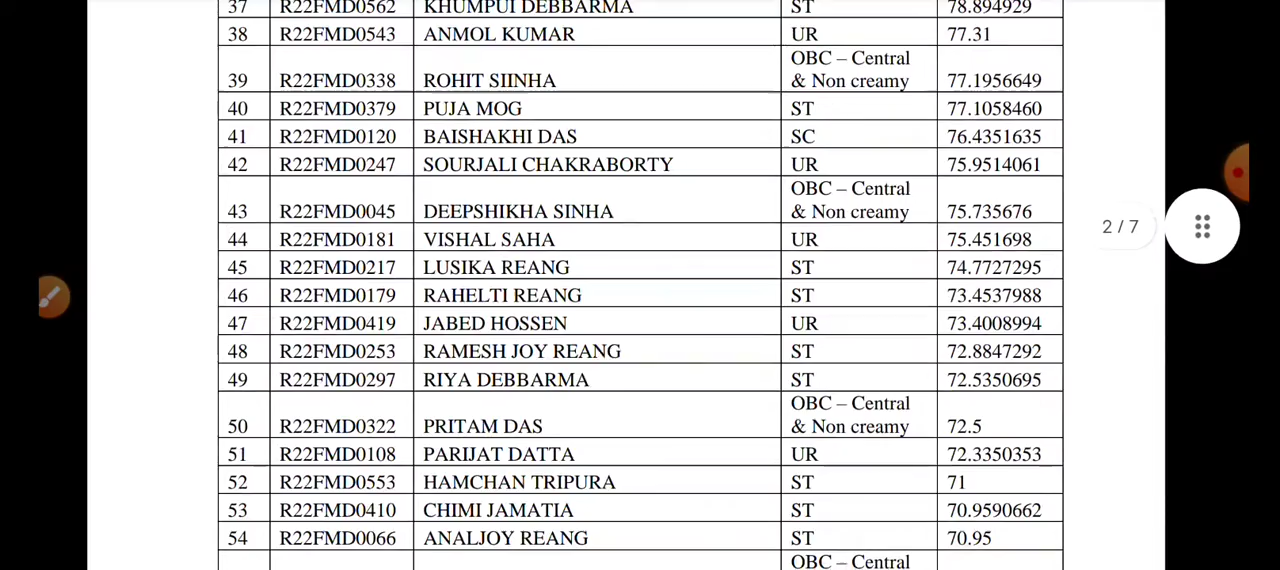 37 R22FMD0562 KHUMPUI DEBBARMA ST 78.894929
38 R22FMD0543 ANMOL KUMAR UR 77.31
OBC – Central
39 R22FMD0338 ROHIT SIINHA & Non creamy 77.1956649
40 R22FMD0379 PUJA MOG ST 77.1058460
41 R22FMD0120 BAISHAKHI DAS SC 76.4351635
42 R22FMD0247 SOURJALI CHAKRABORTY UR 75.9514061
OBC – Central
43 R22FMD0045 DEEPSHIKHA SINHA & Non creamy 75.735676
44 R22FMD0181 VISHAL SAHA UR 75.451698
2 / 7
45 R22FMD0217 LUSIKA REANG ST 74.7727295
46 R22FMD0179 RAHELTI REANG ST 73.4537988
47 R22FMD0419 JABED HOSSEN UR 73.4008994
48 R22FMD0253 RAMESH JOY REANG ST 72.8847292
49 R22FMD0297 RIYA DEBBARMA ST 72.5350695
OBC – Central
50 R22FMD0322 PRITAM DAS & Non creamy 72.5
51 R22FMD0108 PARIJAT DATTA UR 72.3350353
52 R22FMD0553 HAMCHAN TRIPURA ST 71
53 R22FMD0410 CHIMI JAMATIA ST 70.9590662
54 R22FMD0066 ANALJOY REANG ST 70.95
OBC – Central